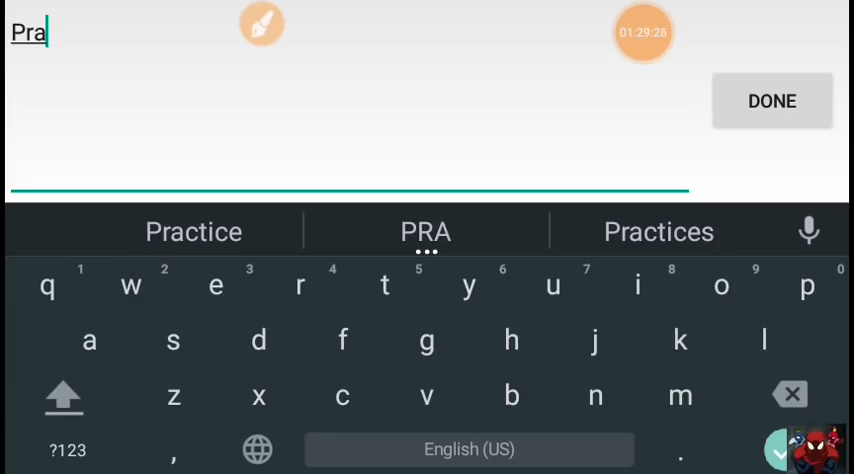 Pra
01:29:26
DONE
Practice PRA Practices
1 2 3 4 5 6 7 8 9 0
q w e r t y u i o p
a s d f g h j k l
z x c v b n m
?123 , English (US) .